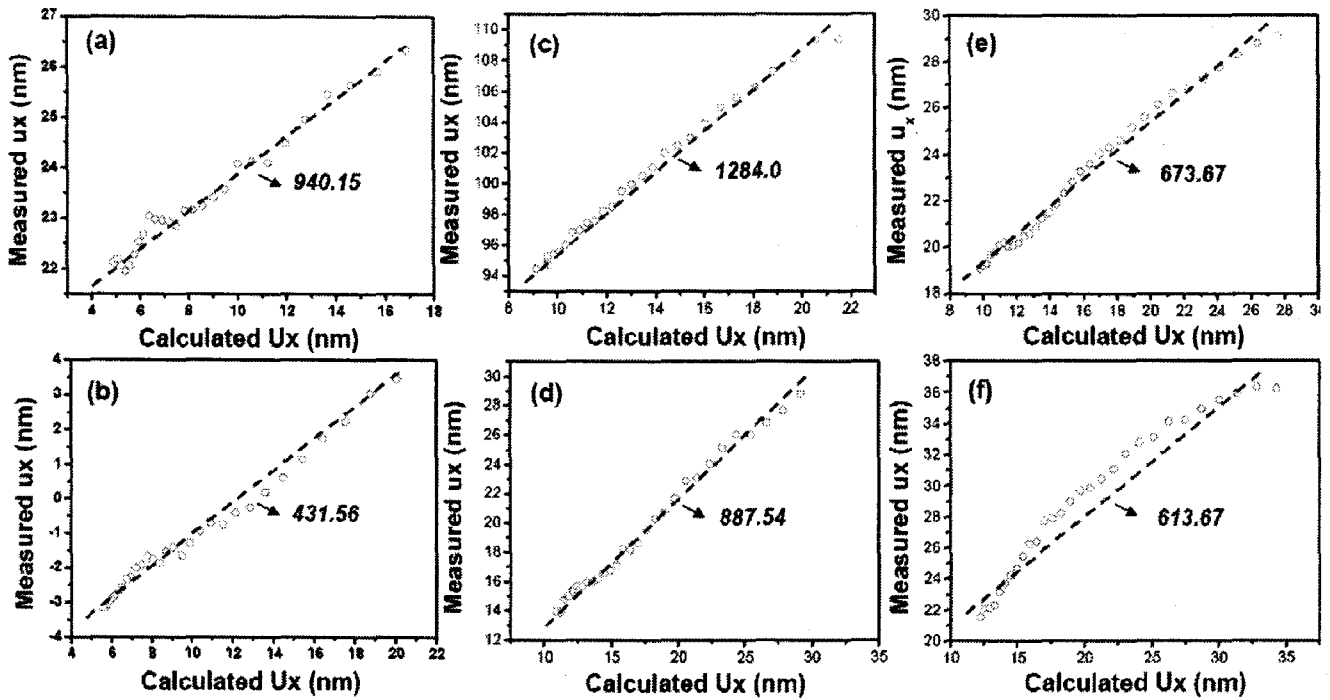 (a)
Measured ux (nm)
26
25
24
23
22
940.15
4 6 8 10 12 14 16 18
Calculated Ux (nm)
(c)
Measured ux (nm)
110
108
106
104
102
100
98
96
94
1284.0
8 10 12 14 16 18 20 22
Calculated Ux (nm)
(e)
Measured u_x (nm)
30
28
26
24
22
20
18
673.67
8 10 12 14 16 18 20 22 24 26 28 30
Calculated Ux (nm)
(b)
Measured ux (nm)
4
3
2
1
0
-1
-2
-3
-4
431.56
4 6 8 10 12 14 16 18 20 22
Calculated Ux (nm)
(d)
Measured ux (nm)
30
28
26
24
22
20
18
16
14
12
887.54
10 15 20 25 30 35
Calculated Ux (nm)
(f)
Measured ux (nm)
38
36
34
32
30
28
26
24
22
20
613.67
10 15 20 25 30 35
Calculated Ux (nm)